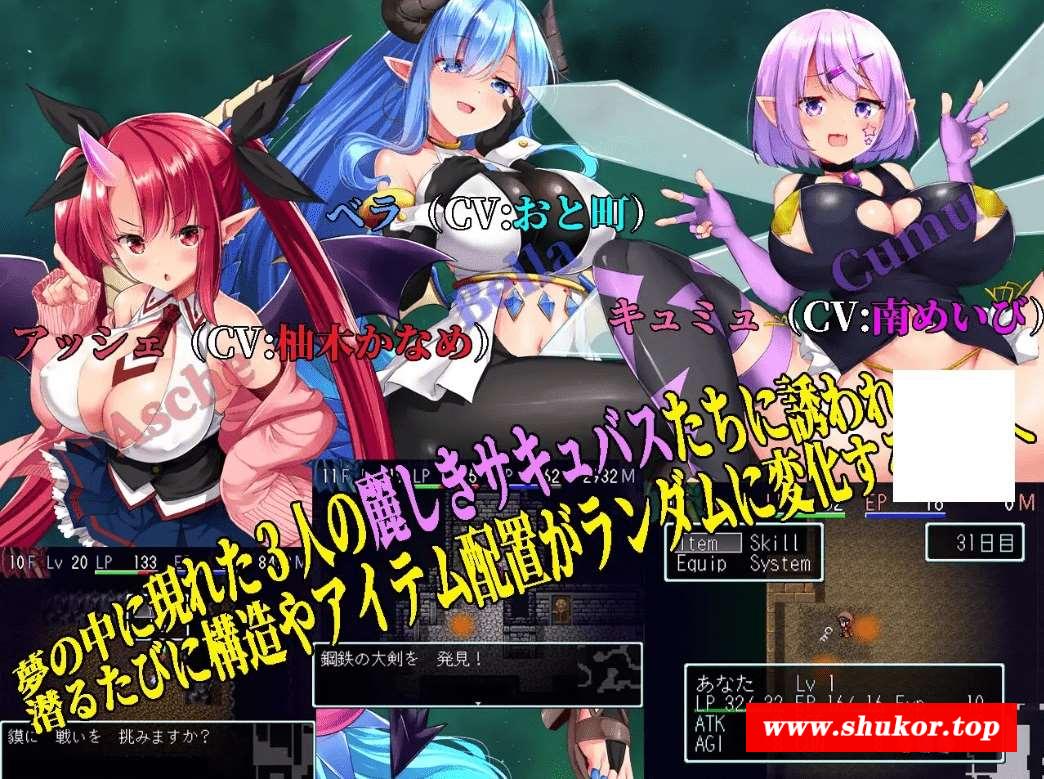 ベラ（CV:おと町）
Bella
Cumu
キュミュ（CV:南めいび）
アッシェ（CV:柚木かなめ）
Asche
夢の中に現れた３人の麗しきサキュバスたちに誘われ
潜るたびに構造やアイテム配置がランダムに変化する
11F
LP
M
10F Lv 20 LP 133
EP
M
Item Skill
Equip System
31日目
鋼鉄の大剣を 発見！
あなた Lv 1
ATK
AGI
獏に 戦いを 挑みますか？
www.shukor.top